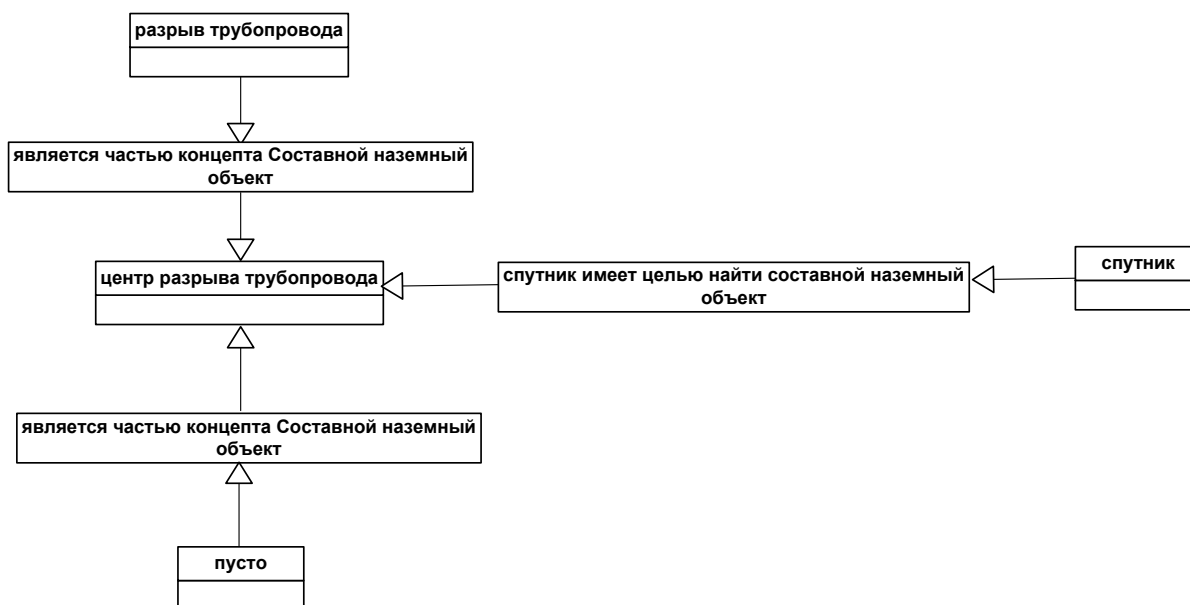 разрыв трубопровода
является частью концепта Составной наземный
объект
центр разрыва трубопровода
спутник имеет целью найти составной наземный
объект
спутник
является частью концепта Составной наземный
объект
пусто